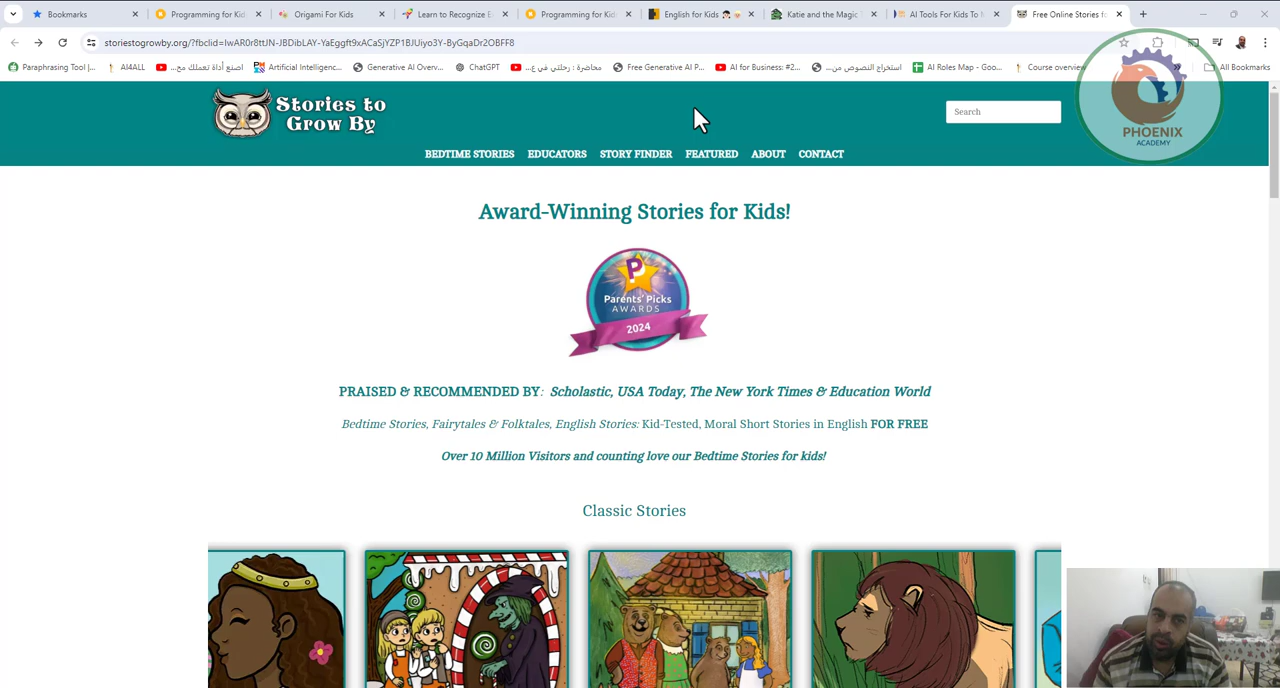 Bookmarks
Programming for Kid
Origami For Kids
Learn to Recognize E
Programming for Kid
English for Kids
Katie and the Magic
AI Tools For Kids To M
Free Online Stories fo
storiestogrowby.org/?fbclid=IwAR0r8ttJN-JBDibLAY-YaEggft9xACaSjYZP1BJUiyo3Y-ByGqaDr2OBFF8
Paraphrasing Tool |...
AI4ALL
اصنع أداة تعملك مح...
Artificial Intelligenc...
Generative AI Overv...
ChatGPT
محاضرة : رحلتي في ع...
Free Generative AI P...
AI for Business: #2...
استخراج النصوص من...
AI Roles Map - Goo...
Course overview
All Bookmarks
Stories to
Grow By
Search
PHOENIX
ACADEMY
BEDTIME STORIES EDUCATORS STORY FINDER FEATURED ABOUT CONTACT
Award-Winning Stories for Kids!
P
Parents' Picks
AWARDS
2024
PRAISED & RECOMMENDED BY: Scholastic, USA Today, The New York Times & Education World
Bedtime Stories, Fairytales & Folktales, English Stories: Kid-Tested, Moral Short Stories in English FOR FREE
Over 10 Million Visitors and counting love our Bedtime Stories for kids!
Classic Stories